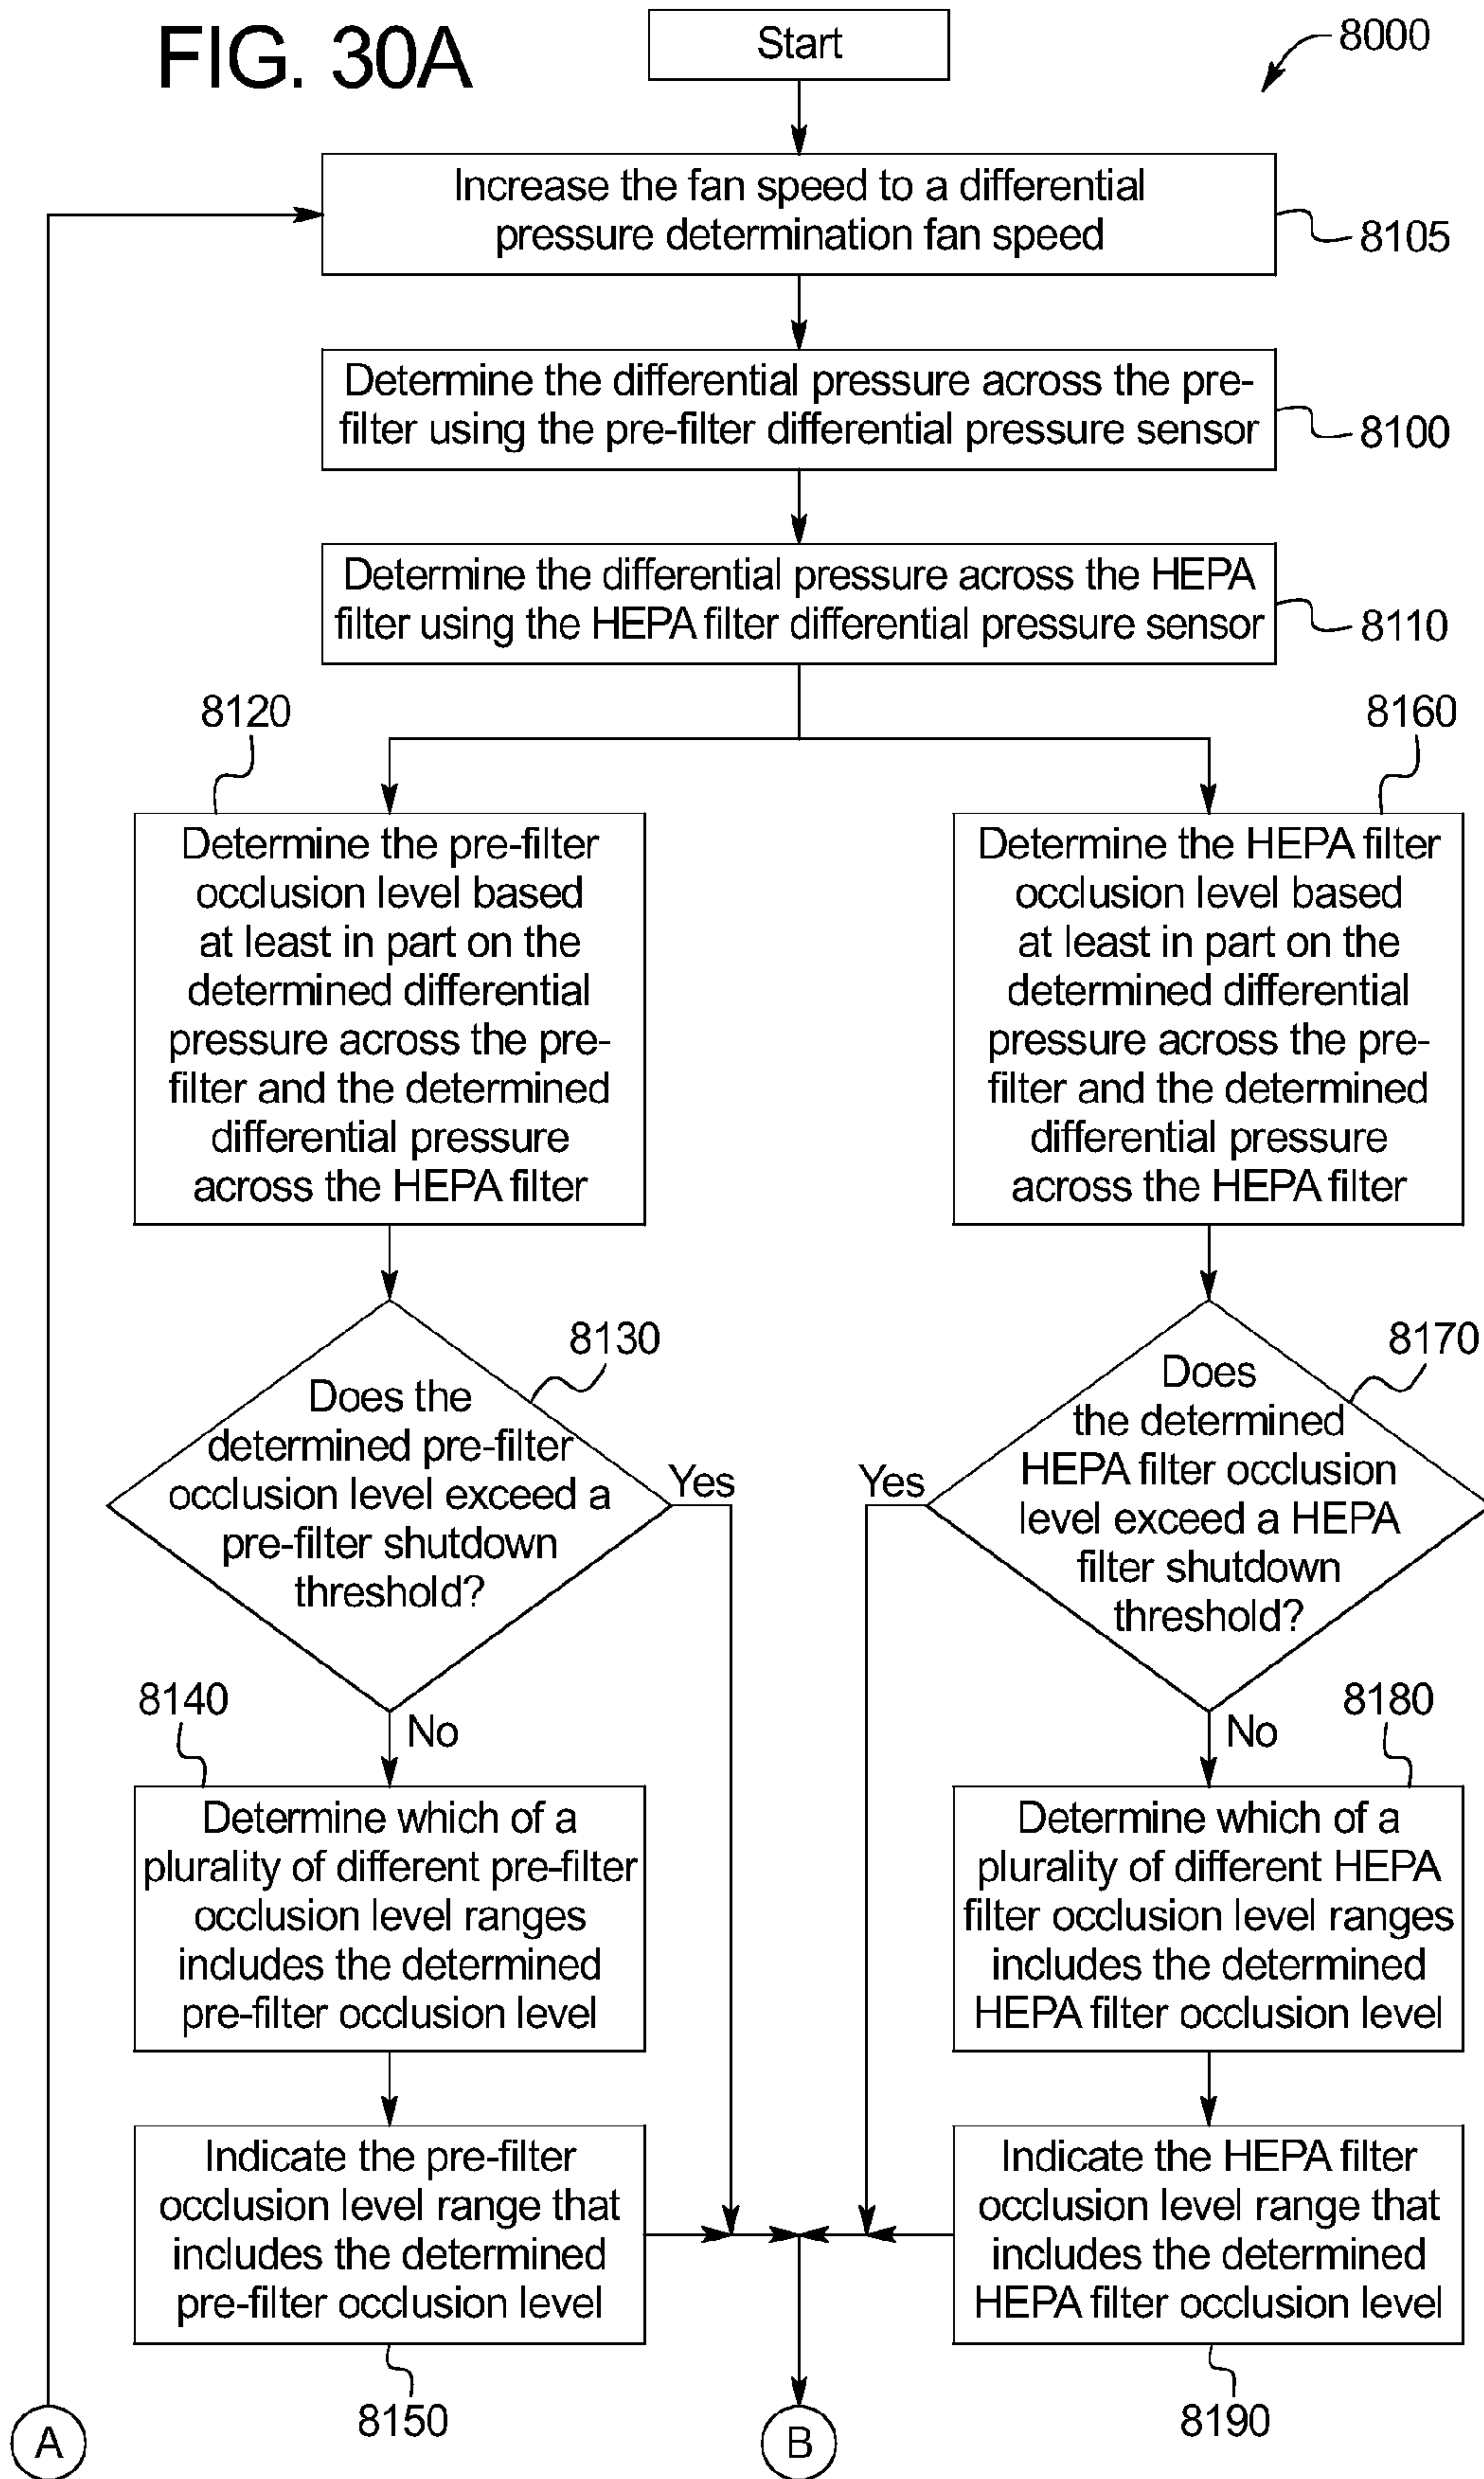 FIG. 30A
Start
8000
Increase the fan speed to a differential
pressure determination fan speed
8105
Determine the differential pressure across the pre-
filter using the pre-filter differential pressure sensor
8100
Determine the differential pressure across the HEPA
filter using the HEPA filter differential pressure sensor
8110
8120
Determine the pre-filter
occlusion level based
at least in part on the
determined differential
pressure across the pre-
filter and the determined
differential pressure
across the HEPA filter
8160
Determine the HEPA filter
occlusion level based
at least in part on the
determined differential
pressure across the pre-
filter and the determined
differential pressure
across the HEPA filter
8130
Does the
determined pre-filter
occlusion level exceed a
pre-filter shutdown
threshold?
Yes
No
8170
Does
the determined
HEPA filter occlusion
level exceed a HEPA
filter shutdown
threshold?
Yes
No
8140
Determine which of a
plurality of different pre-filter
occlusion level ranges
includes the determined
pre-filter occlusion level
8180
Determine which of a
plurality of different HEPA
filter occlusion level ranges
includes the determined
HEPA filter occlusion level
Indicate the pre-filter
occlusion level range that
includes the determined
pre-filter occlusion level
8150
Indicate the HEPA filter
occlusion level range that
includes the determined
HEPA filter occlusion level
8190
A
B